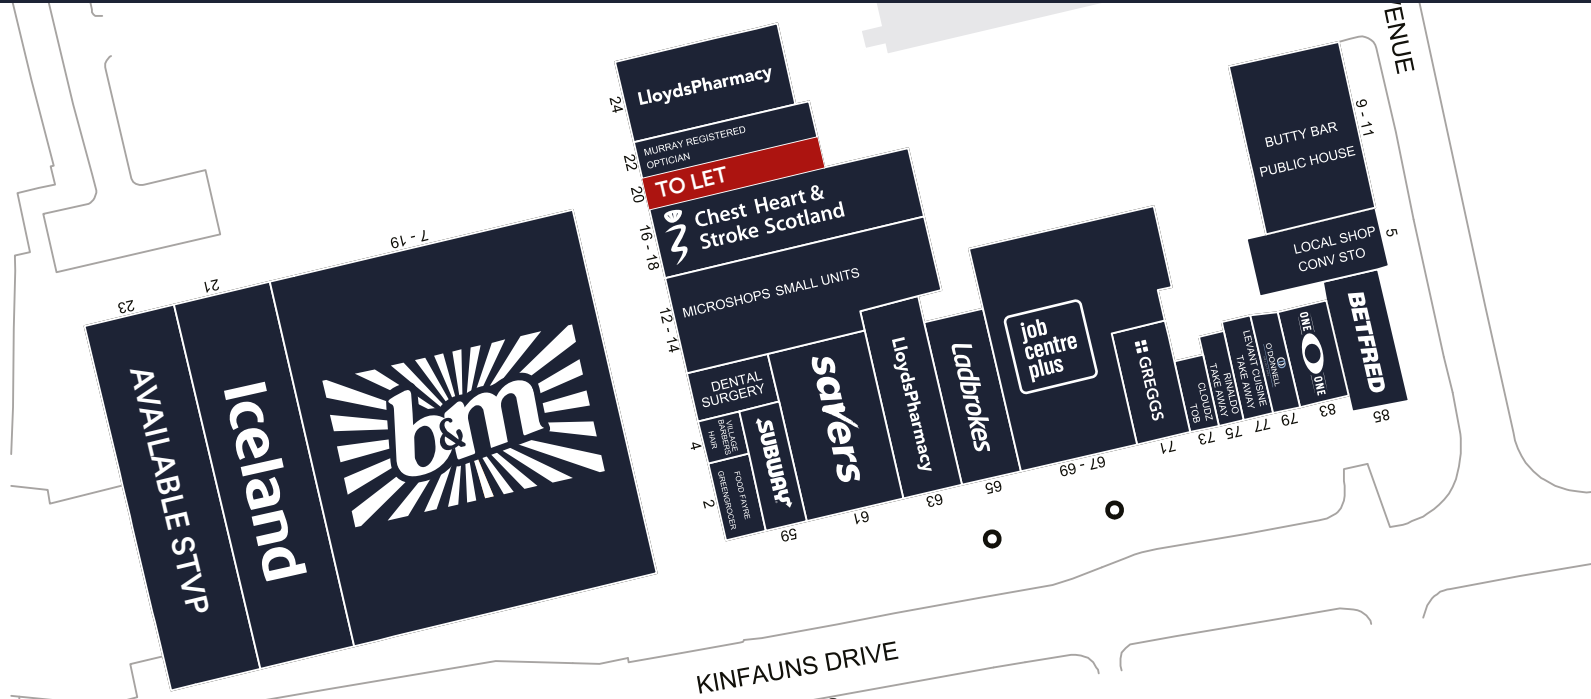 ENUE
24
LloydsPharmacy
22
MURRAY REGISTERED
OPTICIAN
20
TO LET
16 - 18
Chest Heart &
Stroke Scotland
12 - 14
MICROSHOPS SMALL UNITS
DENTAL
SURGERY
4
HAIR
VILLAGE
BARBERS
2
GREENGROCER
FOOD FAYRE
SUBWAY
59
savers
61
LloydsPharmacy
63
Ladbrokes
65
job
centre
plus
67 - 69
GREGGS
71
TOB
CLOUDZ
73
RINALDO
TAKE AWAY
75
LEVANT CUISINE
TAKE AWAY
77
O'DONNELL
79
ONE
O
ONE
83
BETFRED
85
LOCAL SHOP
CONV STO
5
BUTTY BAR
PUBLIC HOUSE
9 - 11
23
AVAILABLE STVP
21
Iceland
7 - 19
b&m
KINFAUNS DRIVE